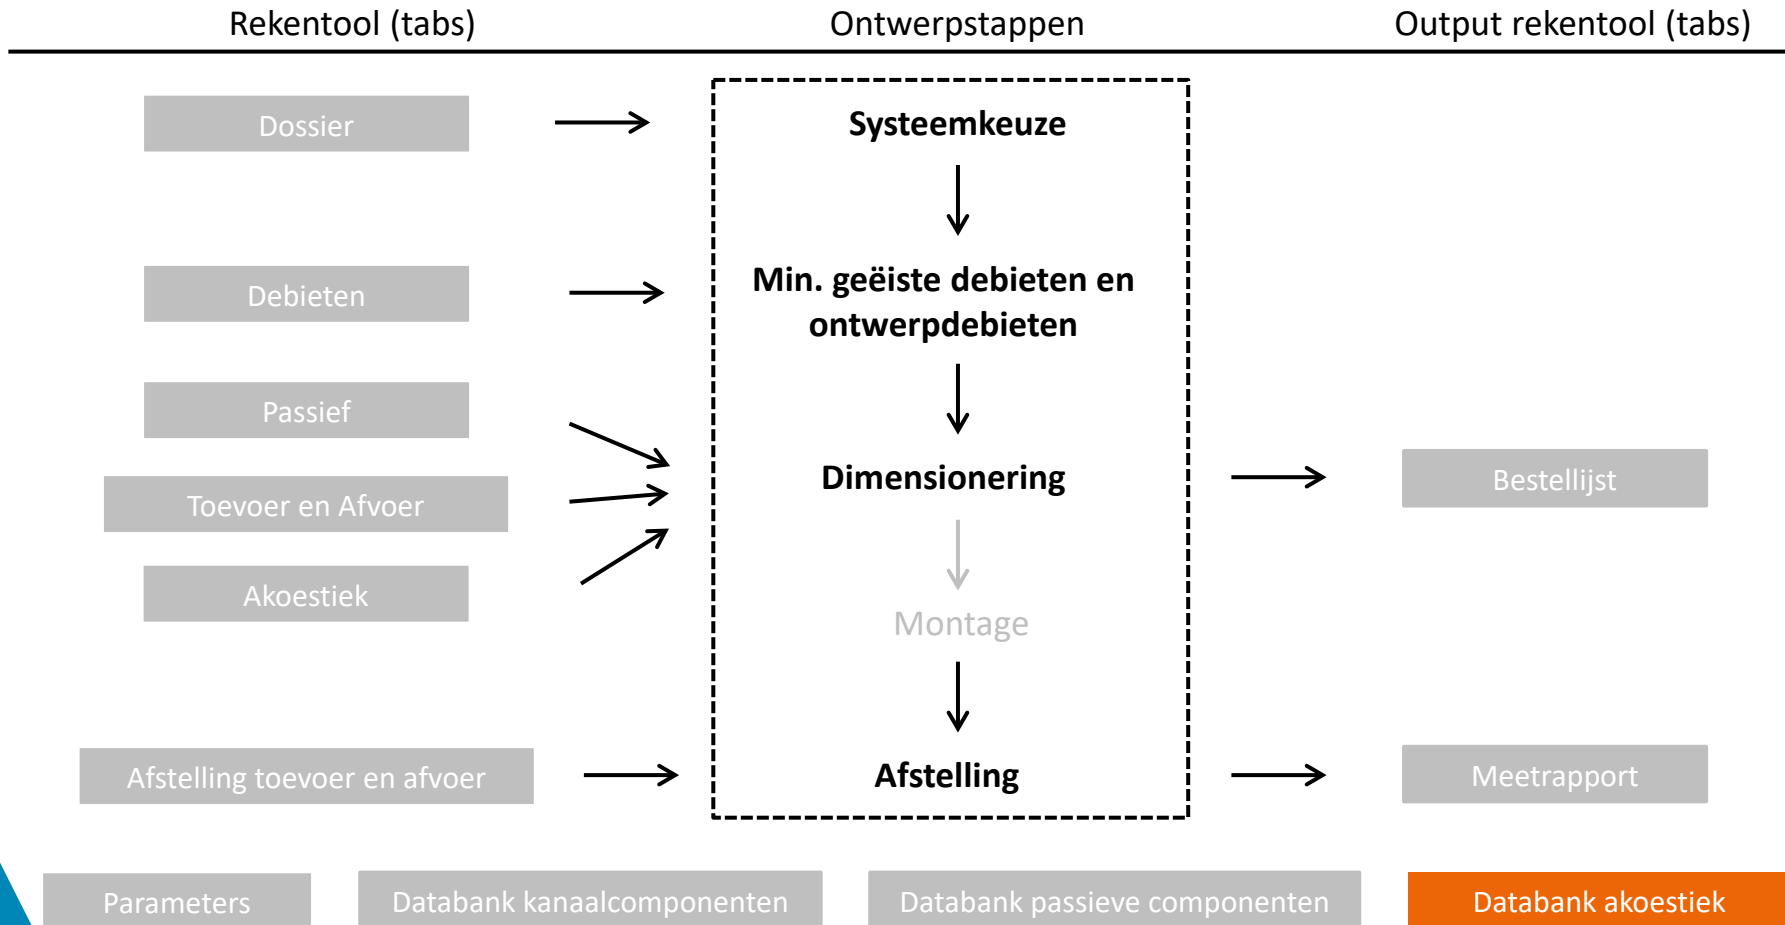 Rekentool (tabs)
Ontwerpstappen
Output rekentool (tabs)
Dossier
Systeemkeuze
Debieten
Min. geëiste debieten en
ontwerpdebieten
Passief
Toevoer en Afvoer
Akoestiek
Dimensionering
Bestellijst
Montage
Afstelling toevoer en afvoer
Afstelling
Meetrapport
Parameters
Databank kanaalcomponenten
Databank passieve componenten
Databank akoestiek